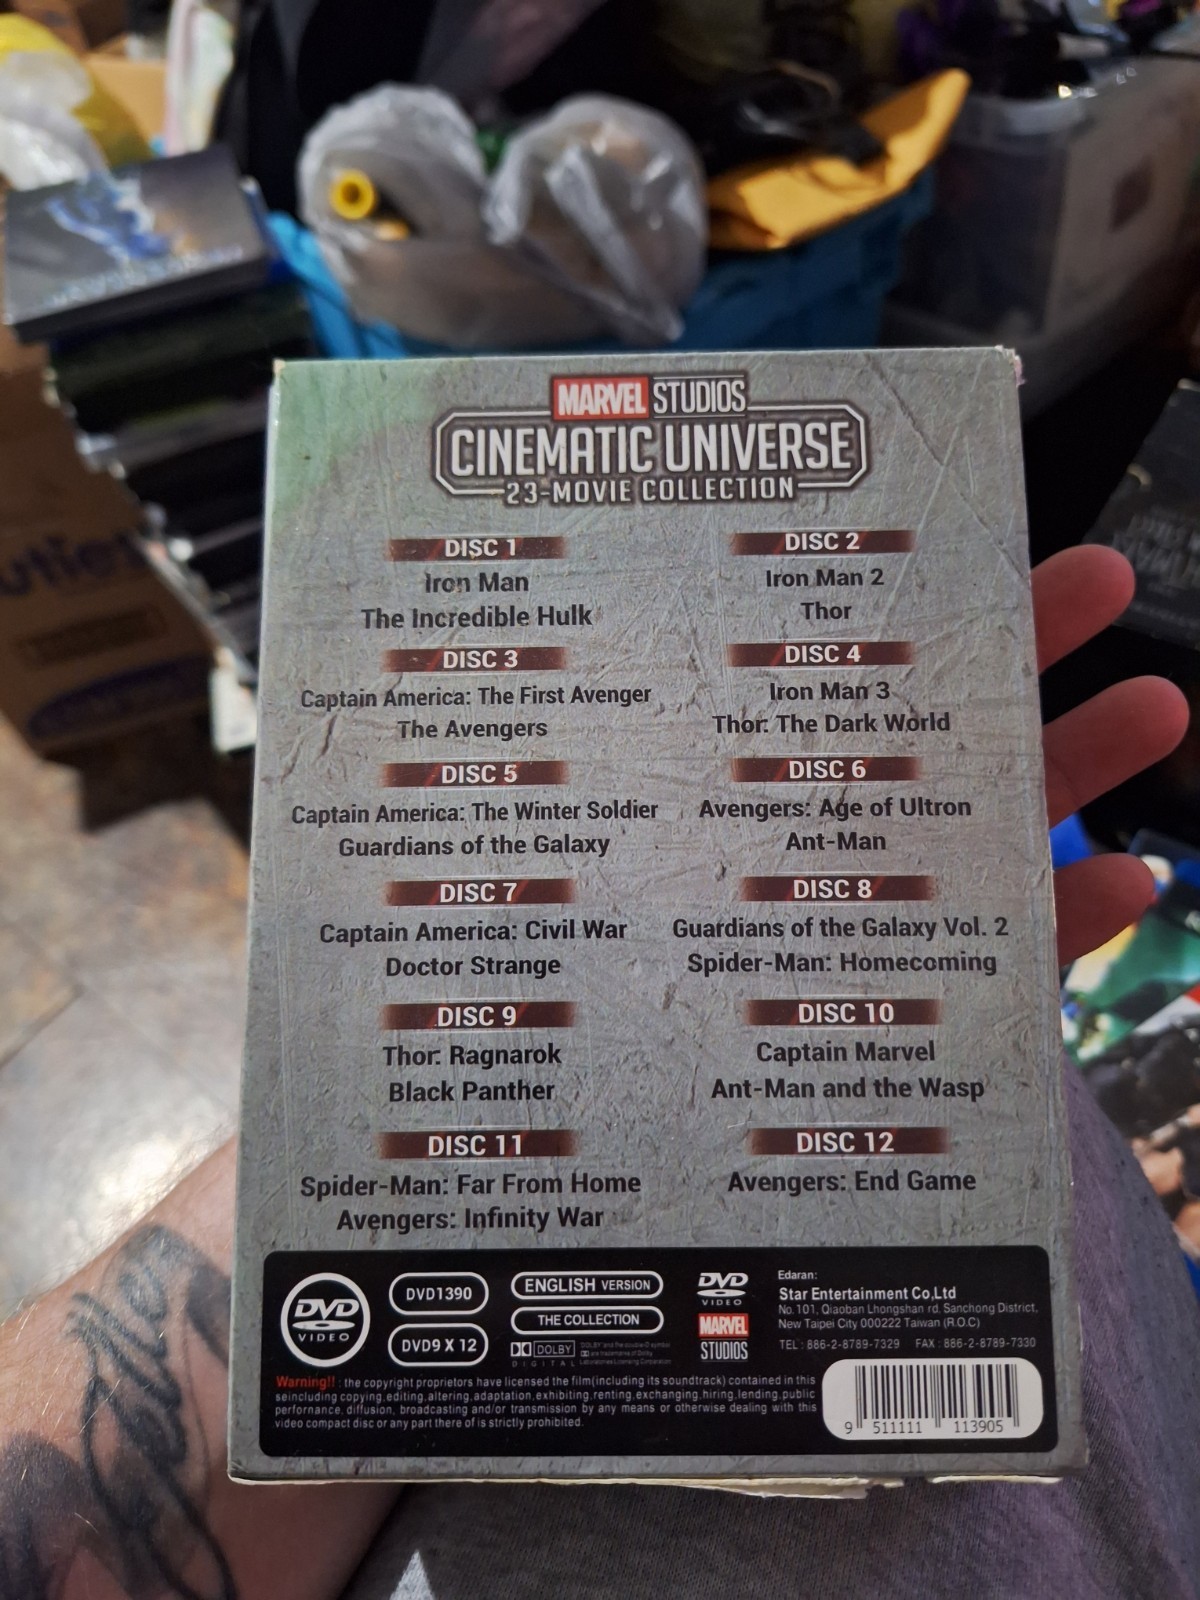 MARVEL STUDIOS
CINEMATIC UNIVERSE
23-MOVIE COLLECTION
DISC 1
Iron Man
The Incredible Hulk
DISC 2
Iron Man 2
Thor
DISC 3
Captain America: The First Avenger
The Avengers
DISC 4
Iron Man 3
Thor: The Dark World
DISC 5
Captain America: The Winter Soldier
Guardians of the Galaxy
DISC 6
Avengers: Age of Ultron
Ant-Man
DISC 7
Captain America: Civil War
Doctor Strange
DISC 8
Guardians of the Galaxy Vol. 2
Spider-Man: Homecoming
DISC 9
Thor: Ragnarok
Black Panther
DISC 10
Captain Marvel
Ant-Man and the Wasp
DISC 11
Spider-Man: Far From Home
Avengers: Infinity War
DISC 12
Avengers: End Game
DVD
VIDEO
DVD1390
DVD9 X 12
ENGLISH VERSION
THE COLLECTION
DOLBY
DIGITAL
DVD
VIDEO
MARVEL
STUDIOS
Edaran:
Star Entertainment Co,Ltd
No.101, Qiaoban Lhongshan rd. Sanchong District,
New Taipei City 000222 Taiwan (R.O.C)
TEL : 886-2-8789-7329 FAX : 886-2-8789-7330
Warning!! : the copyright proprietors have licensed the film(including its soundtrack) contained in this
seincluding copying,editing,altering,adaptation,exhibiting,renting,exchanging,hiring,lending,public
perfornance, diffusion, broadcasting and/or transmission by any means or otherwise dealing with this
video compact disc or any part there of is strictly prohibited.
9 511111 113905